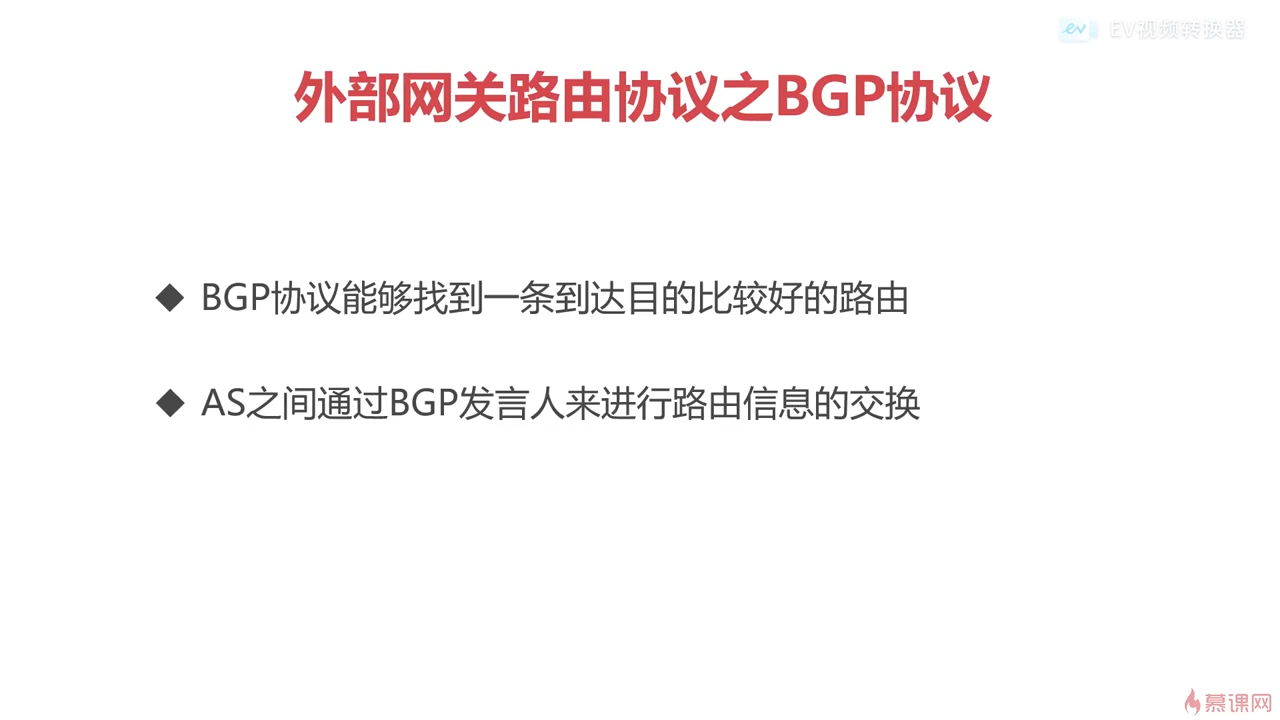 EV视频转换器
外部网关路由协议之BGP协议
◆ BGP协议能够找到一条到达目的比较好的路由
◆ AS之间通过BGP发言人来进行路由信息的交换
慕课网